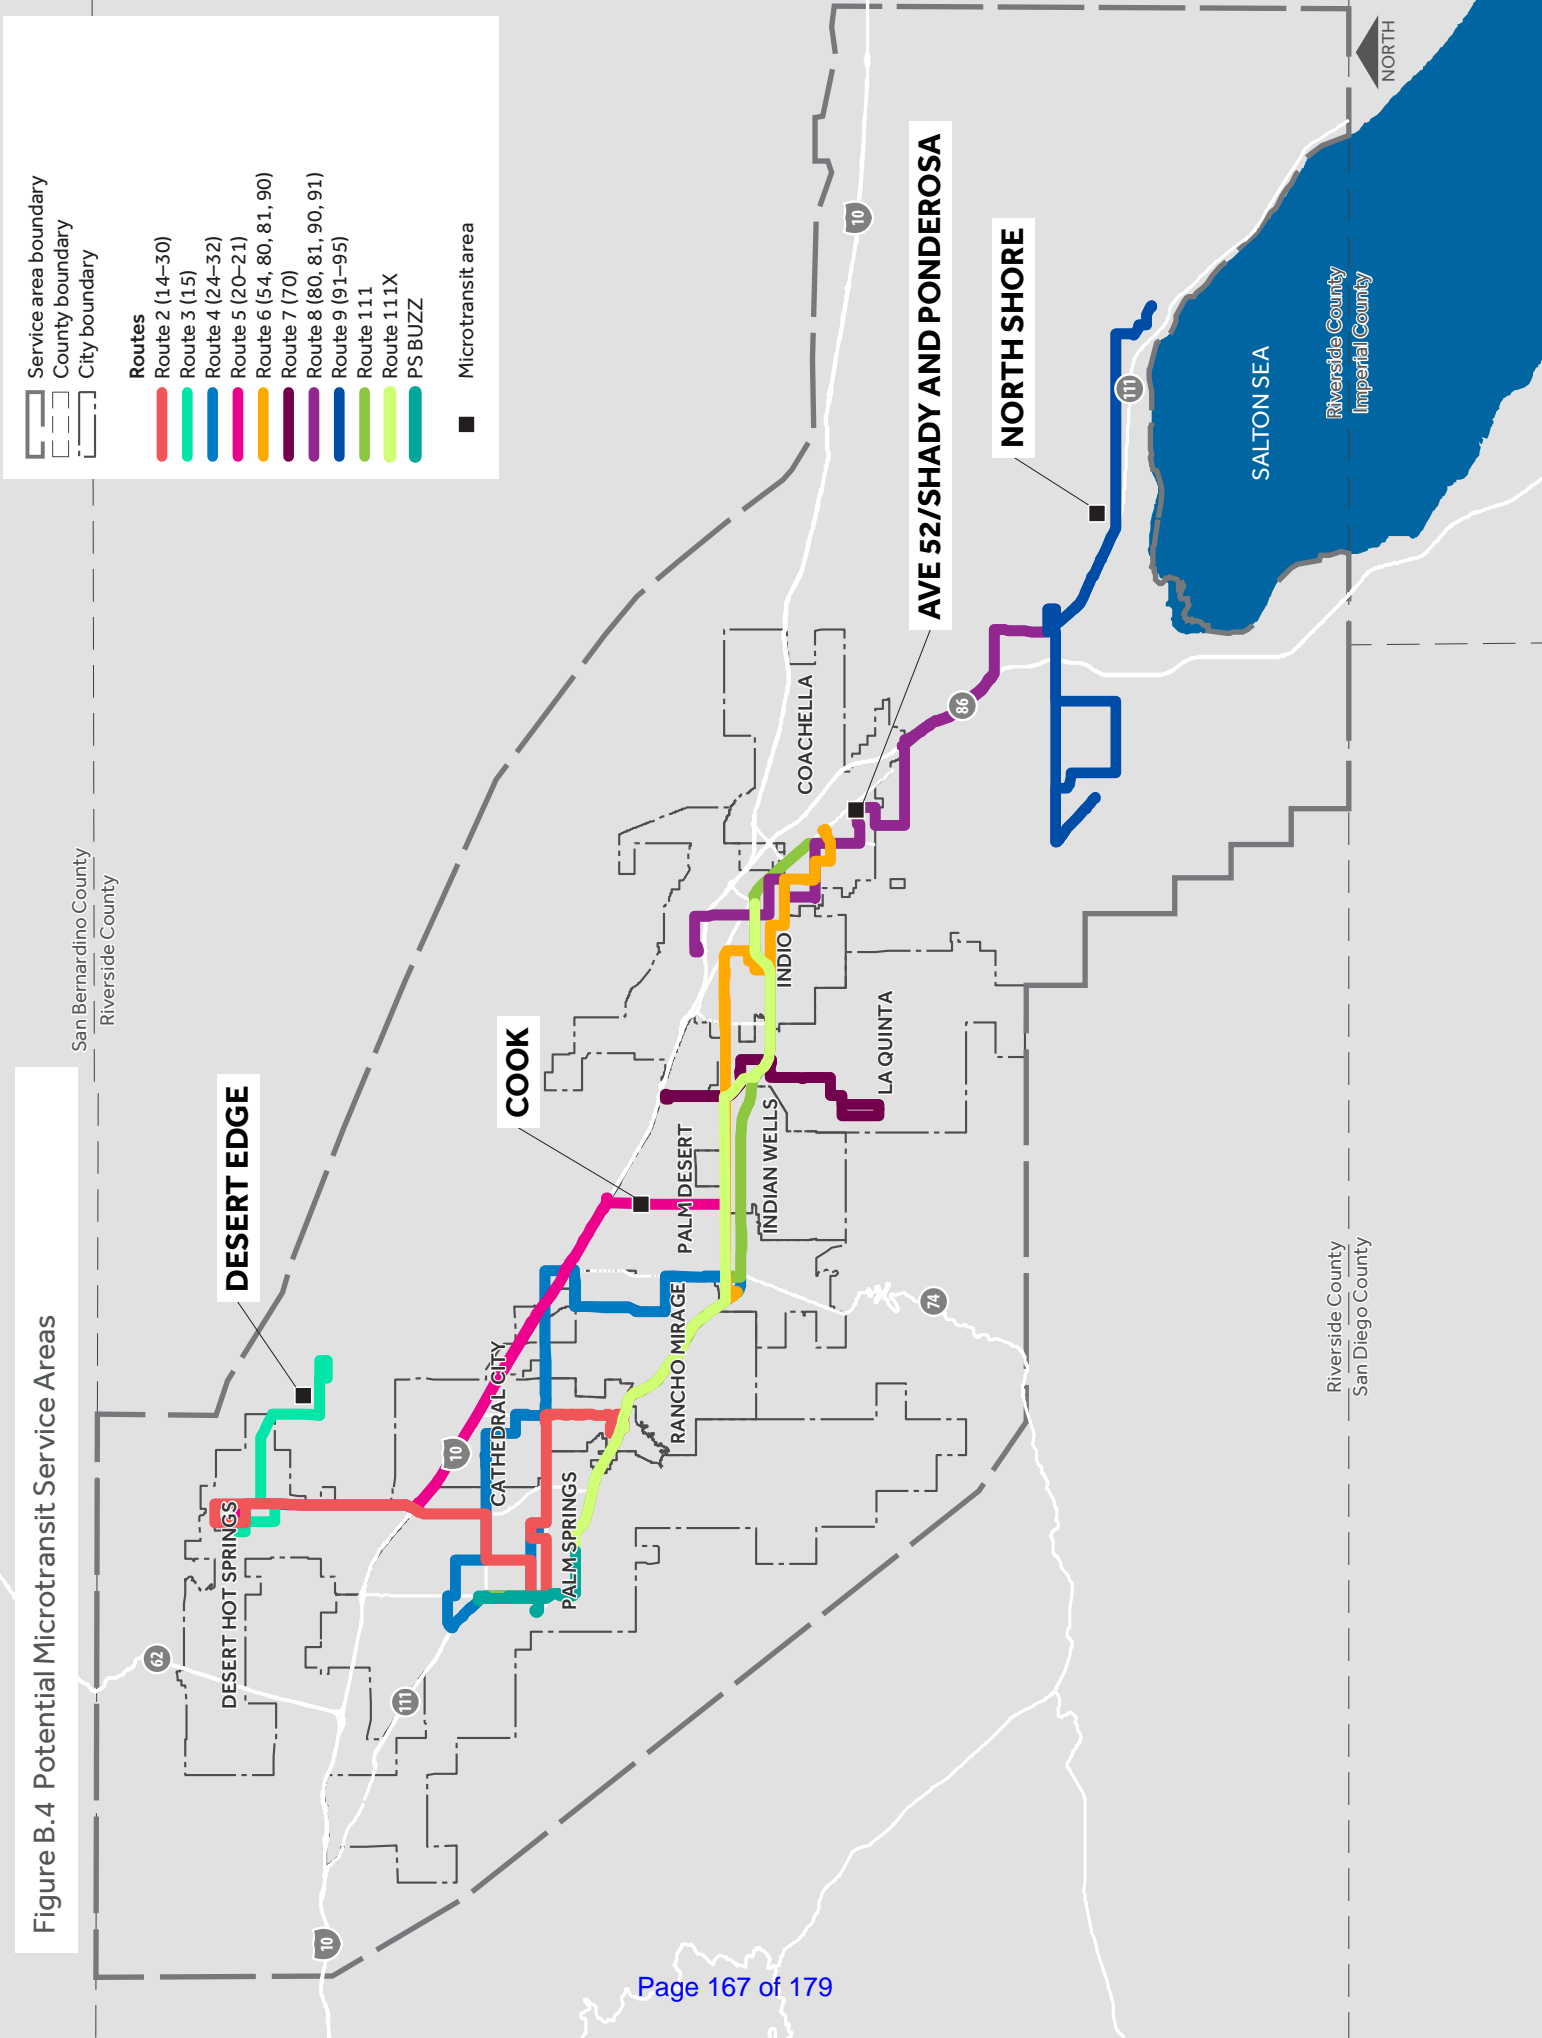 Figure B.4 Potential Microtransit Service Areas
Service area boundary
County boundary
City boundary
Routes
Route 2 (14–30)
Route 3 (15)
Route 4 (24–32)
Route 5 (20–21)
Route 6 (54, 80, 81, 90)
Route 7 (70)
Route 8 (80, 81, 90, 91)
Route 9 (91–95)
Route 111
Route 111X
PS BUZZ
Microtransit area
San Bernardino County
Riverside County
DESERT EDGE
COOK
AVE 52/SHADY AND PONDEROSA
NORTH SHORE
DESERT HOT SPRINGS
CATHEDRAL CITY
PALM SPRINGS
RANCHO MIRAGE
PALM DESERT
INDIAN WELLS
LA QUINTA
INDIO
COACHELLA
SALTON SEA
62
111
10
10
74
86
111
10
Riverside County
San Diego County
Riverside County
Imperial County
NORTH
Page 167 of 179